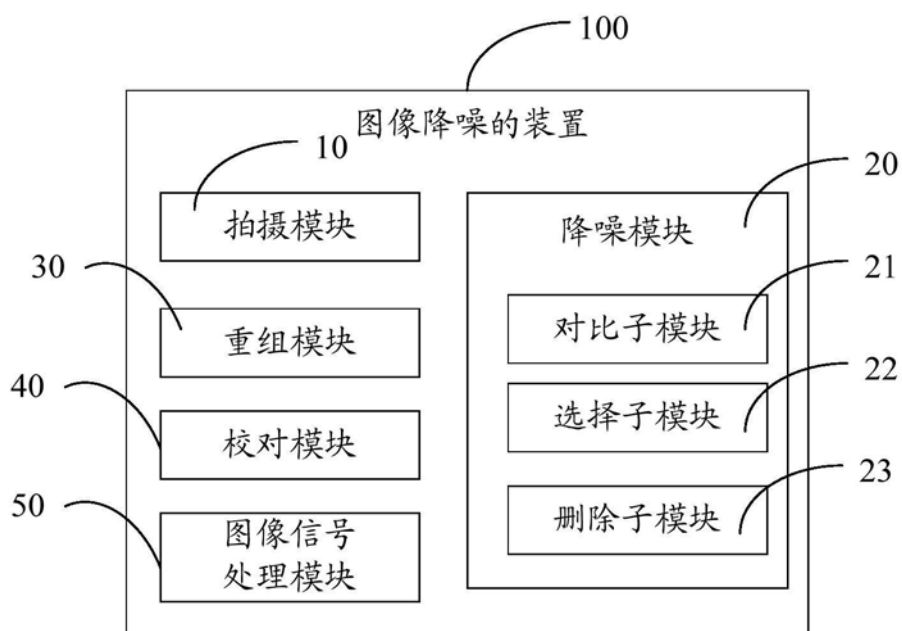 100
图像降噪的装置
10
拍摄模块
30
重组模块
40
校对模块
50
图像信号
处理模块
20
降噪模块
21
对比子模块
22
选择子模块
23
删除子模块